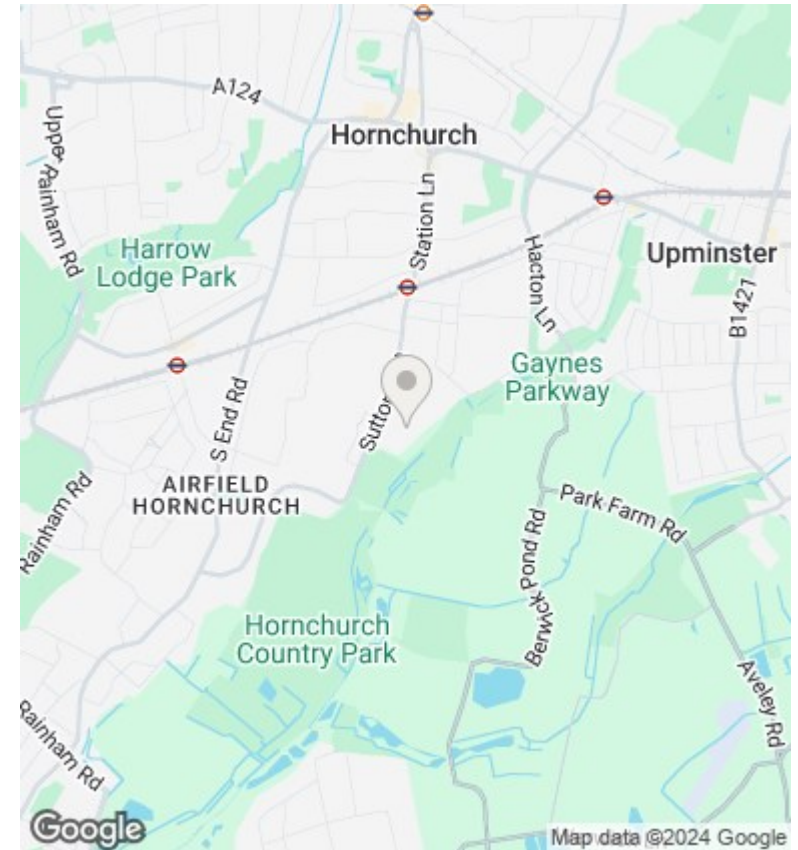 A124
Hornchurch
Upper Rainham Rd
Station Ln
Harrow
Lodge Park
Hacton Ln
Upminster
B1421
Gaynes
Parkway
S End Rd
AIRFIELD
HORNCHURCH
Rainham Rd
Park Farm Rd
Berwick Pond Rd
Hornchurch
Country Park
Aveley Rd
Rainham Rd
Google
Map data ©2024 Google